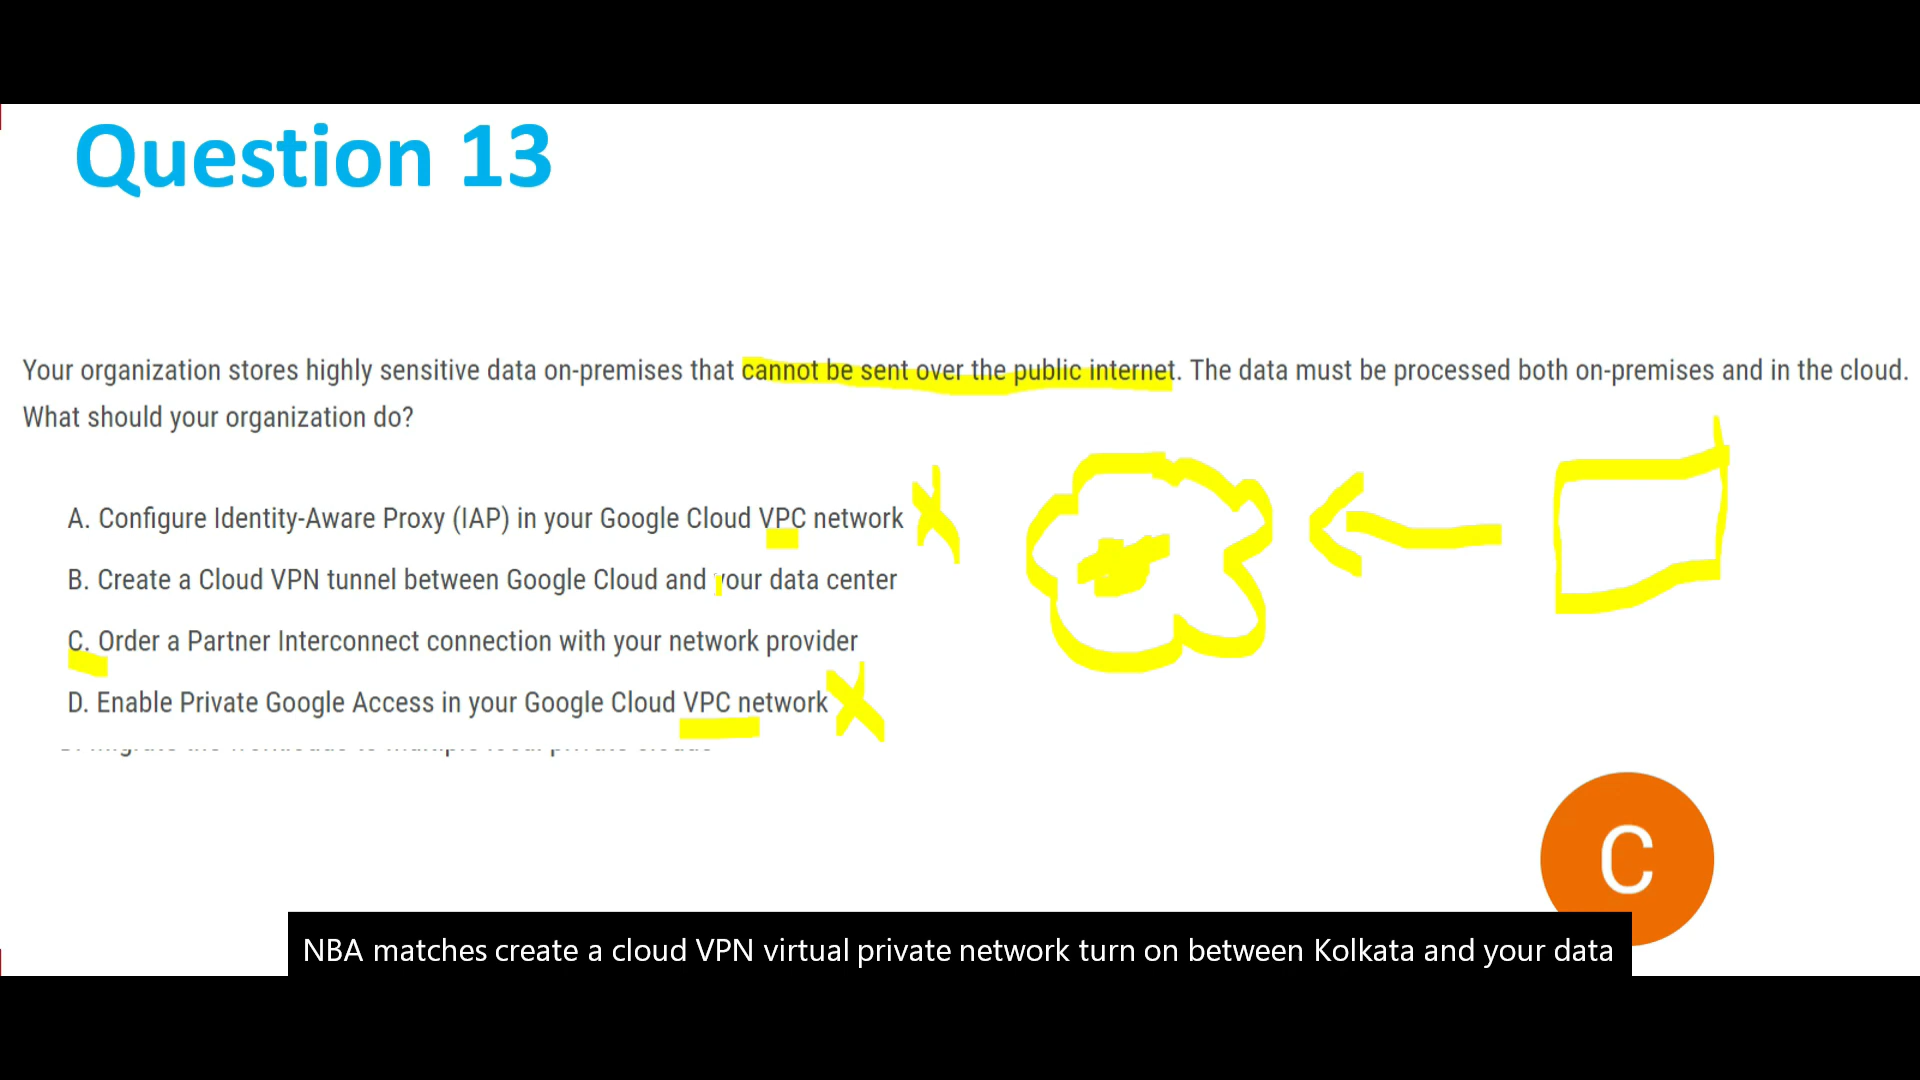 Question 13
Your organization stores highly sensitive data on-premises that cannot be sent over the public internet. The data must be processed both on-premises and in the cloud.
What should your organization do?
A. Configure Identity-Aware Proxy (IAP) in your Google Cloud VPC network
B. Create a Cloud VPN tunnel between Google Cloud and your data center
C. Order a Partner Interconnect connection with your network provider
D. Enable Private Google Access in your Google Cloud VPC network
C
NBA matches create a cloud VPN virtual private network turn on between Kolkata and your data